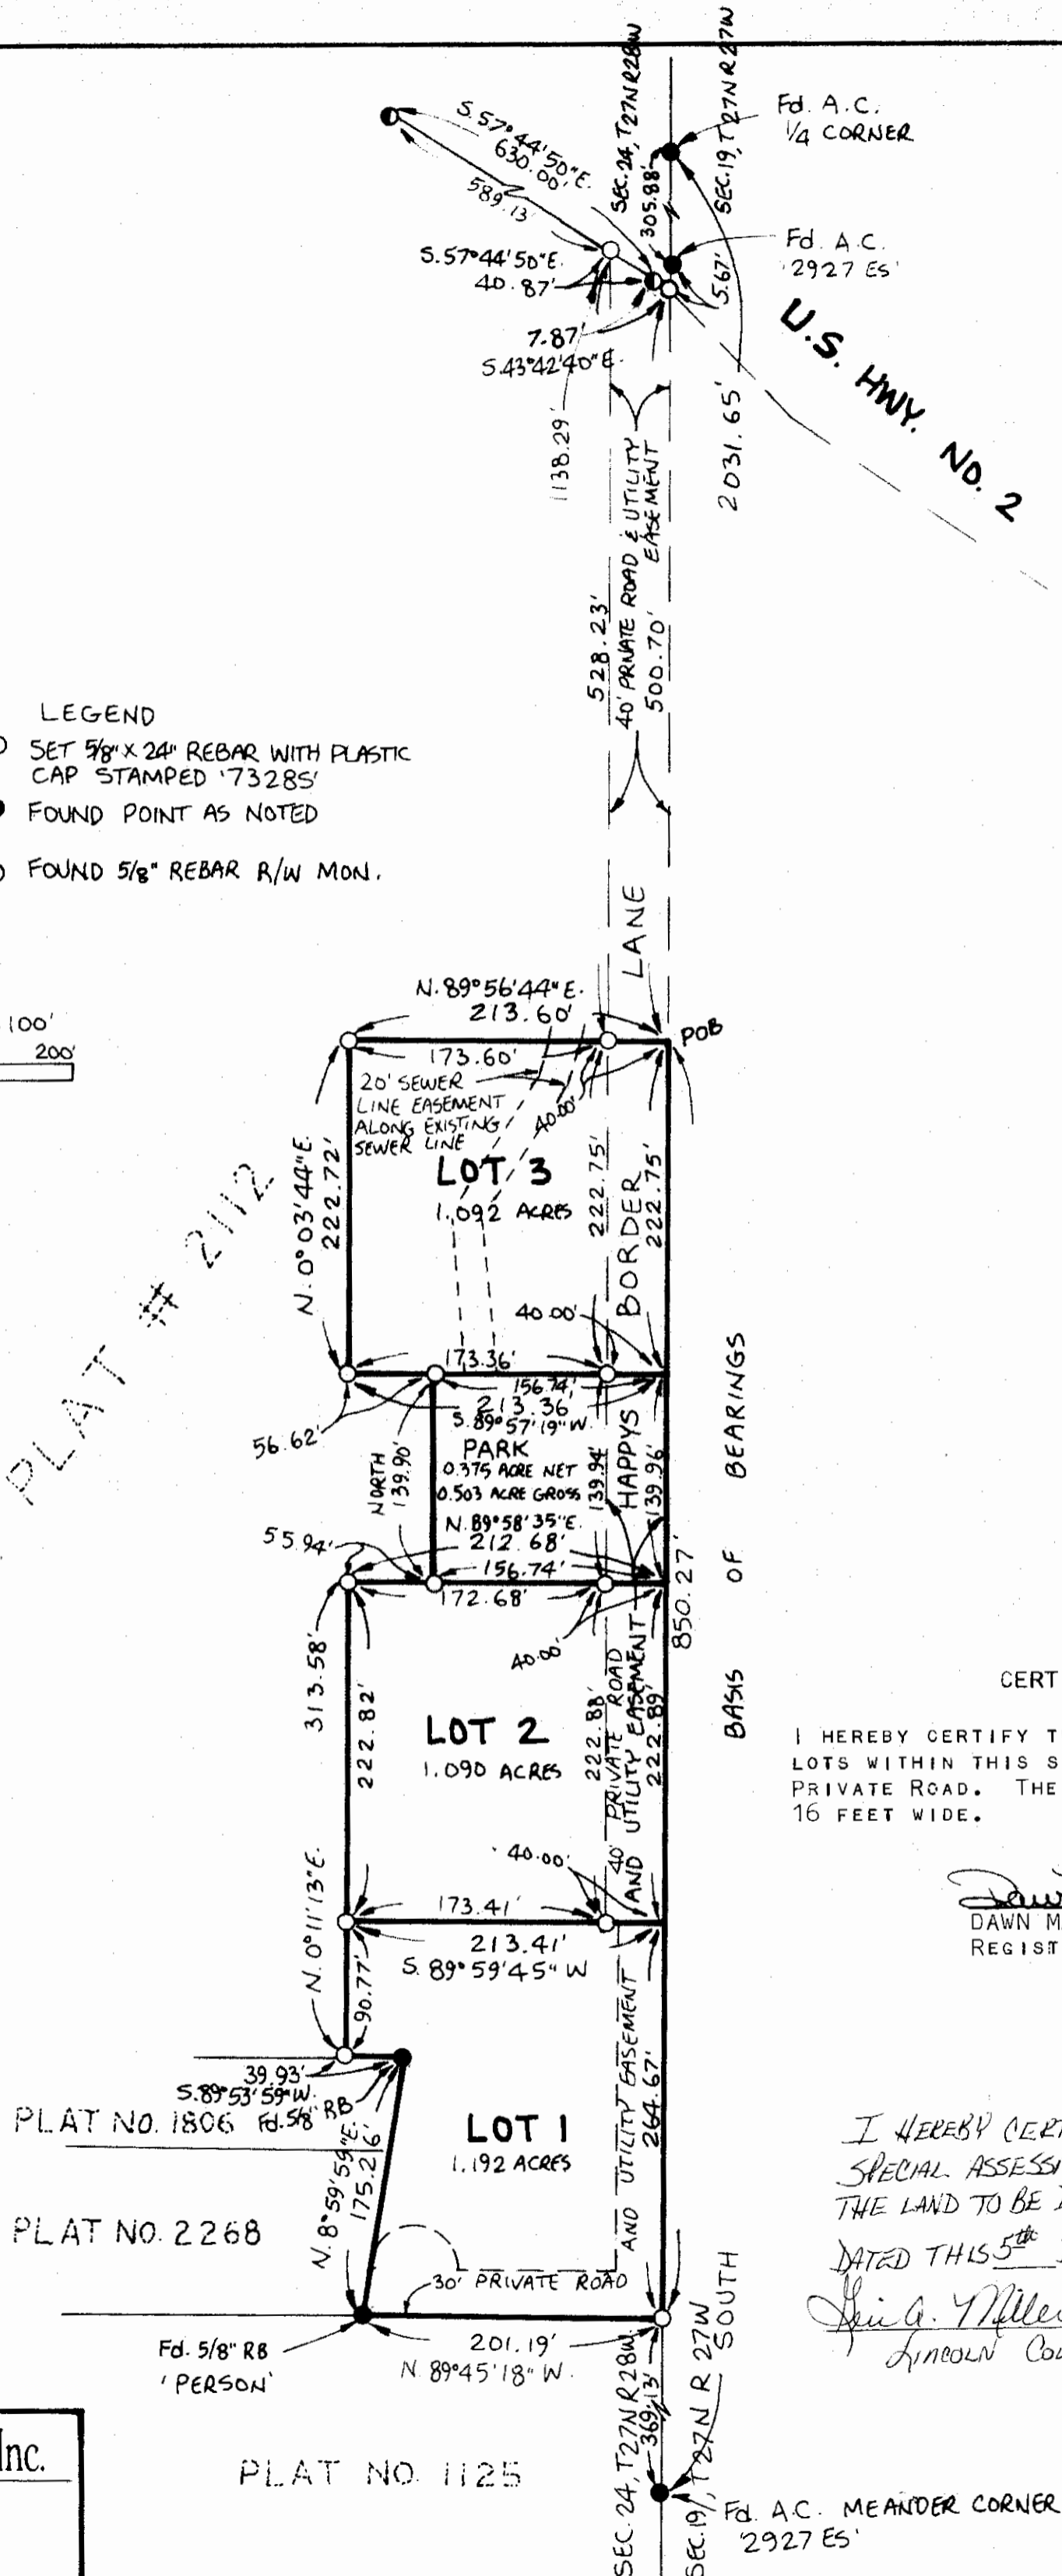 SEC. 24, T27N R28W
SEC. 19, T27N R27W
Fd. A.C.
1/4 CORNER
S.57°44'50"E.
630.00'
589.13'
305.88'
Fd. A.C.
'2927 ES'
S.57°44'50"E.
40.87'
5.67'
7.87'
S.43°42'40"E.
U.S. HWY. NO. 2
1138.29'
2031.65'
40' PRIVATE ROAD & UTILITY
EASEMENT
528.23'
500.70'
LEGEND
SET 5/8" X 24" REBAR WITH PLASTIC
CAP STAMPED '7328S'
FOUND POINT AS NOTED
FOUND 5/8" REBAR R/W MON.
100'
200'
HAPPYS BORDER LANE
N.89°56'44"E.
213.60'
POB
173.60'
20' SEWER
LINE EASEMENT
ALONG EXISTING
SEWER LINE
40.00'
N.0°03'44"E.
222.72'
LOT 3
1.092 ACRES
222.75'
222.75'
PLAT # 2112
40.00'
173.36'
156.74'
213.36'
S.89°57'19"W.
56.62'
PARK
0.375 ACRE NET
0.503 ACRE GROSS
NORTH
139.90'
139.94'
139.96'
N.89°58'35"E.
212.68'
55.94'
156.74'
172.68'
BASIS OF BEARINGS
850.27'
40.00'
313.58'
222.82'
LOT 2
1.090 ACRES
222.88'
40' PRIVATE ROAD
AND UTILITY EASEMENT
222.89'
CERT
I HEREBY CERTIFY T
LOTS WITHIN THIS S
PRIVATE ROAD. THE
16 FEET WIDE.
40.00'
DAWN M
REGIST
173.41'
213.41'
S. 89°59'45" W
N.0°11'13"E.
90.77'
39.93'
S.89°53'59"W.
Fd. 5/8" RB
PLAT NO. 1806
N.8°59'59"E.
175.26'
LOT 1
1.192 ACRES
AND UTILITY EASEMENT
264.67'
PLAT NO. 2268
30' PRIVATE ROAD
I HEREBY CERT
SPECIAL ASSESS
THE LAND TO BE
DATED THIS 5th
Miller
LINCOLN CO
Fd. 5/8" RB
'PERSON'
201.19'
N.89°45'18"W.
SOUTH
369.13'
SEC. 24, T27N R28W
SEC. 19, T27N R27W
Inc.
PLAT NO. 1125
Fd. A.C. MEANDER CORNER
'2927 ES'